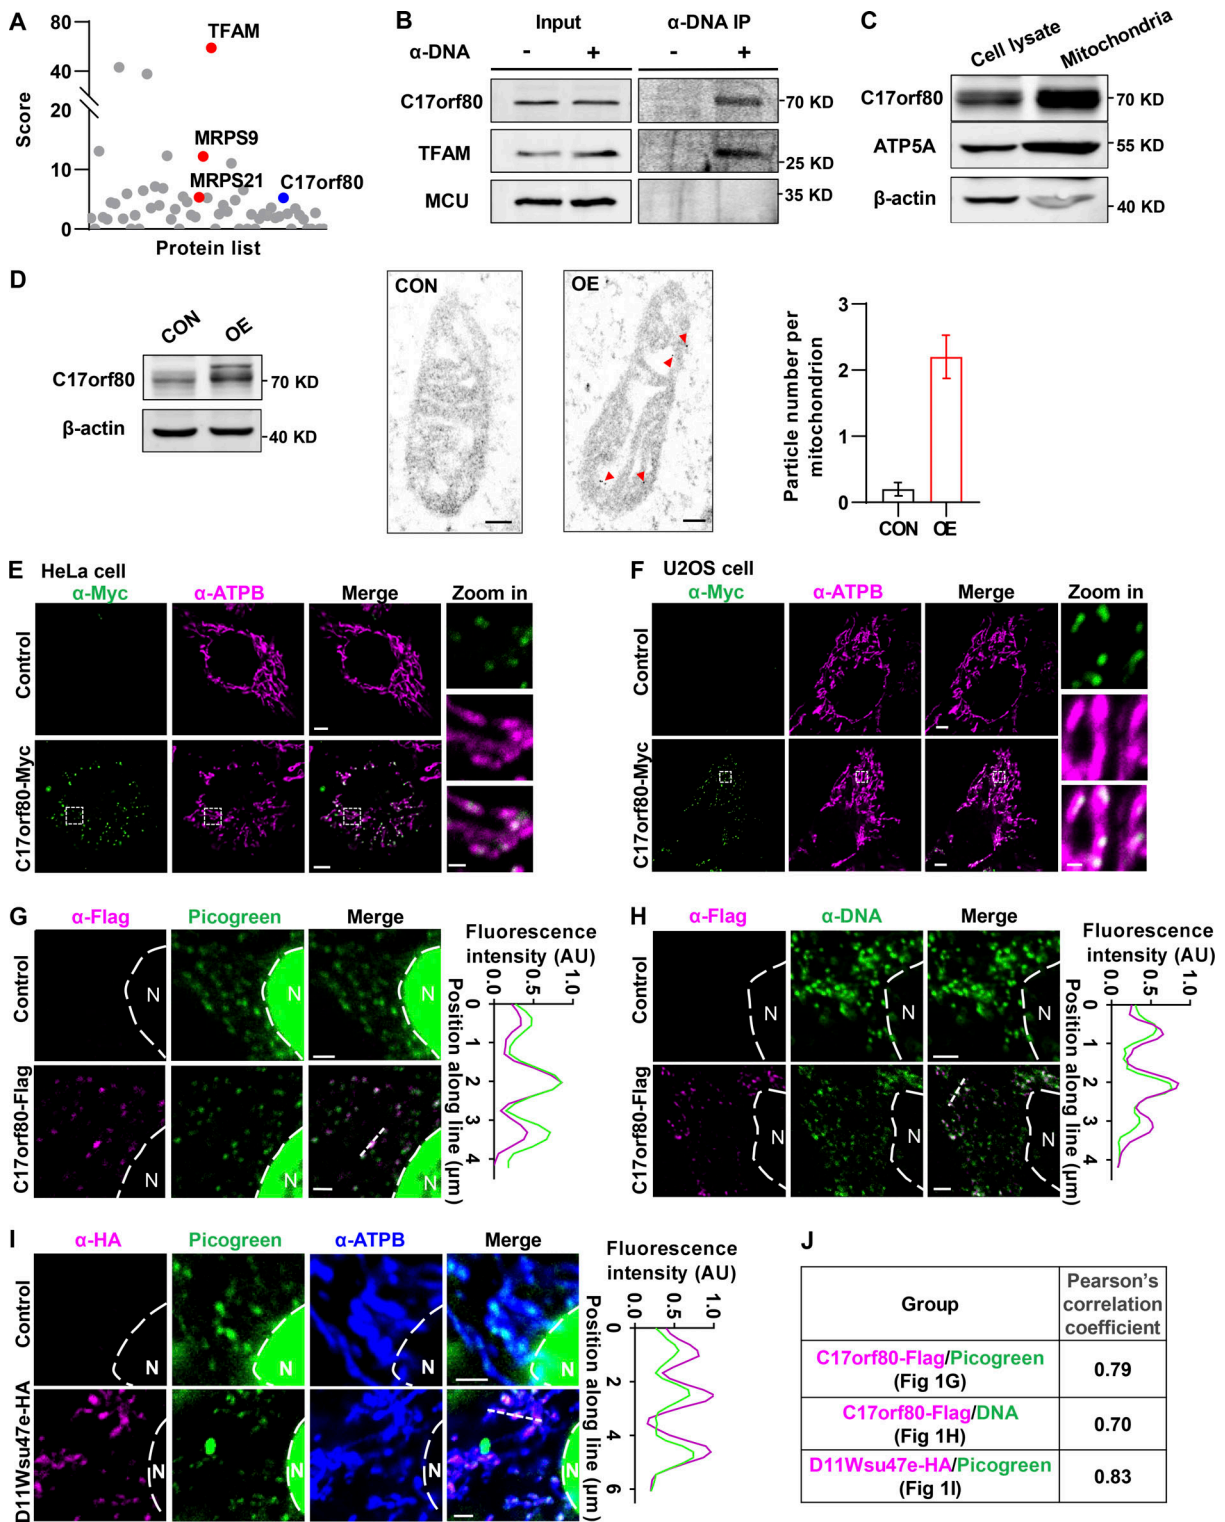 A
80
40
20
10
0
Score
TFAM
MRPS9
MRPS21
C17orf80
Protein list
B
Input
α-DNA IP
α-DNA
-
+
-
+
C17orf80
-70 KD
TFAM
-25 KD
MCU
-35 KD
C
Cell lysate
Mitochondria
C17orf80
-70 KD
ATP5A
-55 KD
β-actin
-40 KD
D
CON
OE
C17orf80
-70 KD
β-actin
-40 KD
CON
OE
Particle number per
mitochondrion
3
2
1
0
CON
OE
E
HeLa cell
α-Myc
α-ATPB
Merge
Zoom in
Control
C17orf80-Myc
F
U2OS cell
α-Myc
α-ATPB
Merge
Zoom in
Control
C17orf80-Myc
G
α-Flag
Picogreen
Merge
Control
N
N
N
C17orf80-Flag
N
N
N
Fluorescence
intensity (AU)
0.0
0.5
1.0
Position along line (μm)
0
1
2
3
4
H
α-Flag
α-DNA
Merge
Control
N
N
N
C17orf80-Flag
N
N
N
Fluorescence
intensity (AU)
0.0
0.5
1.0
Position along line (μm)
0
1
2
3
4
I
α-HA
Picogreen
α-ATPB
Merge
Control
N
N
N
N
D11Wsu47e-HA
N
N
N
N
Fluorescence
intensity (AU)
0.0
0.5
1.0
Position along line (μm)
0
2
4
6
J
Group
Pearson's
correlation
coefficient
C17orf80-Flag/Picogreen
(Fig 1G)
0.79
C17orf80-Flag/DNA
(Fig 1H)
0.70
D11Wsu47e-HA/Picogreen
(Fig 1I)
0.83